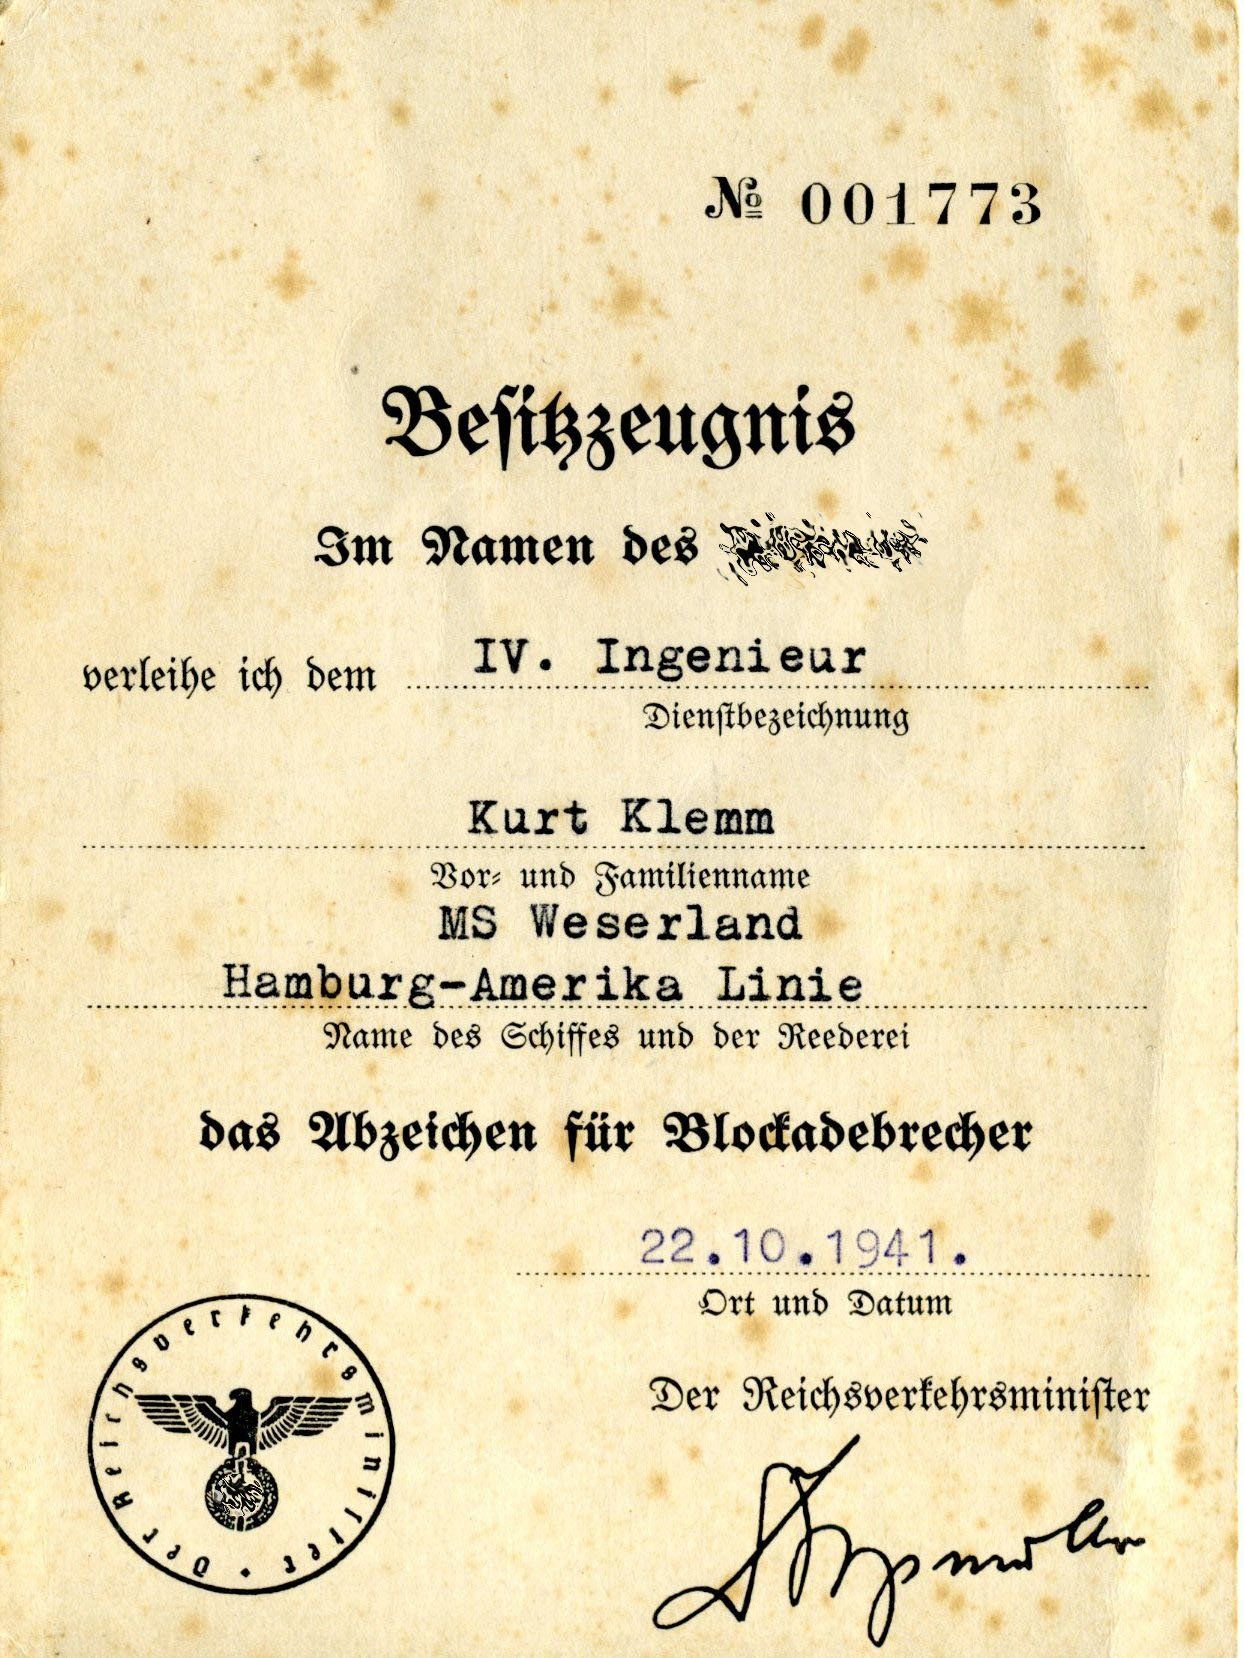 № 001773
Besitzzeugnis
Im Namen des
verleihe ich dem IV. Ingenieur
Dienstbezeichnung
Kurt Klemm
Vor- und Familienname
MS Weserland
Hamburg-Amerika Linie
Name des Schiffes und der Reederei
das Abzeichen für Blockadebrecher
22.10.1941.
Ort und Datum
Der Reichsverkehrsminister
Der Reichsverkehrsminister